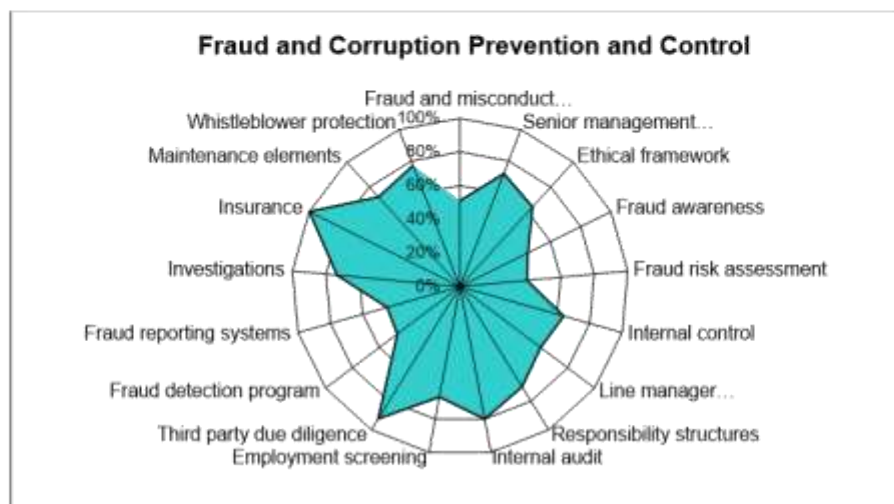 Fraud and Corruption Prevention and Control
Fraud and misconduct…
100%
Whistleblower protection
Senior management…
Maintenance elements
80%
Ethical framework
60%
Insurance
Fraud awareness
40%
Investigations
20%
Fraud risk assessment
0%
Fraud reporting systems
Internal control
Fraud detection program
Line manager…
Third party due diligence
Responsibility structures
Employment screening
Internal audit